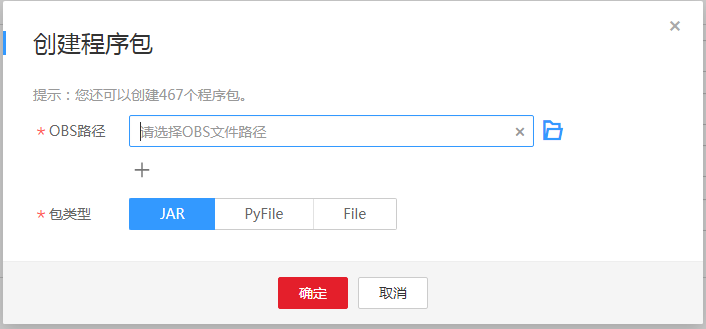 创建程序包
提示：您还可以创建467个程序包。
* OBS路径 请选择OBS文件路径
* 包类型 JAR PyFile File
确定 取消